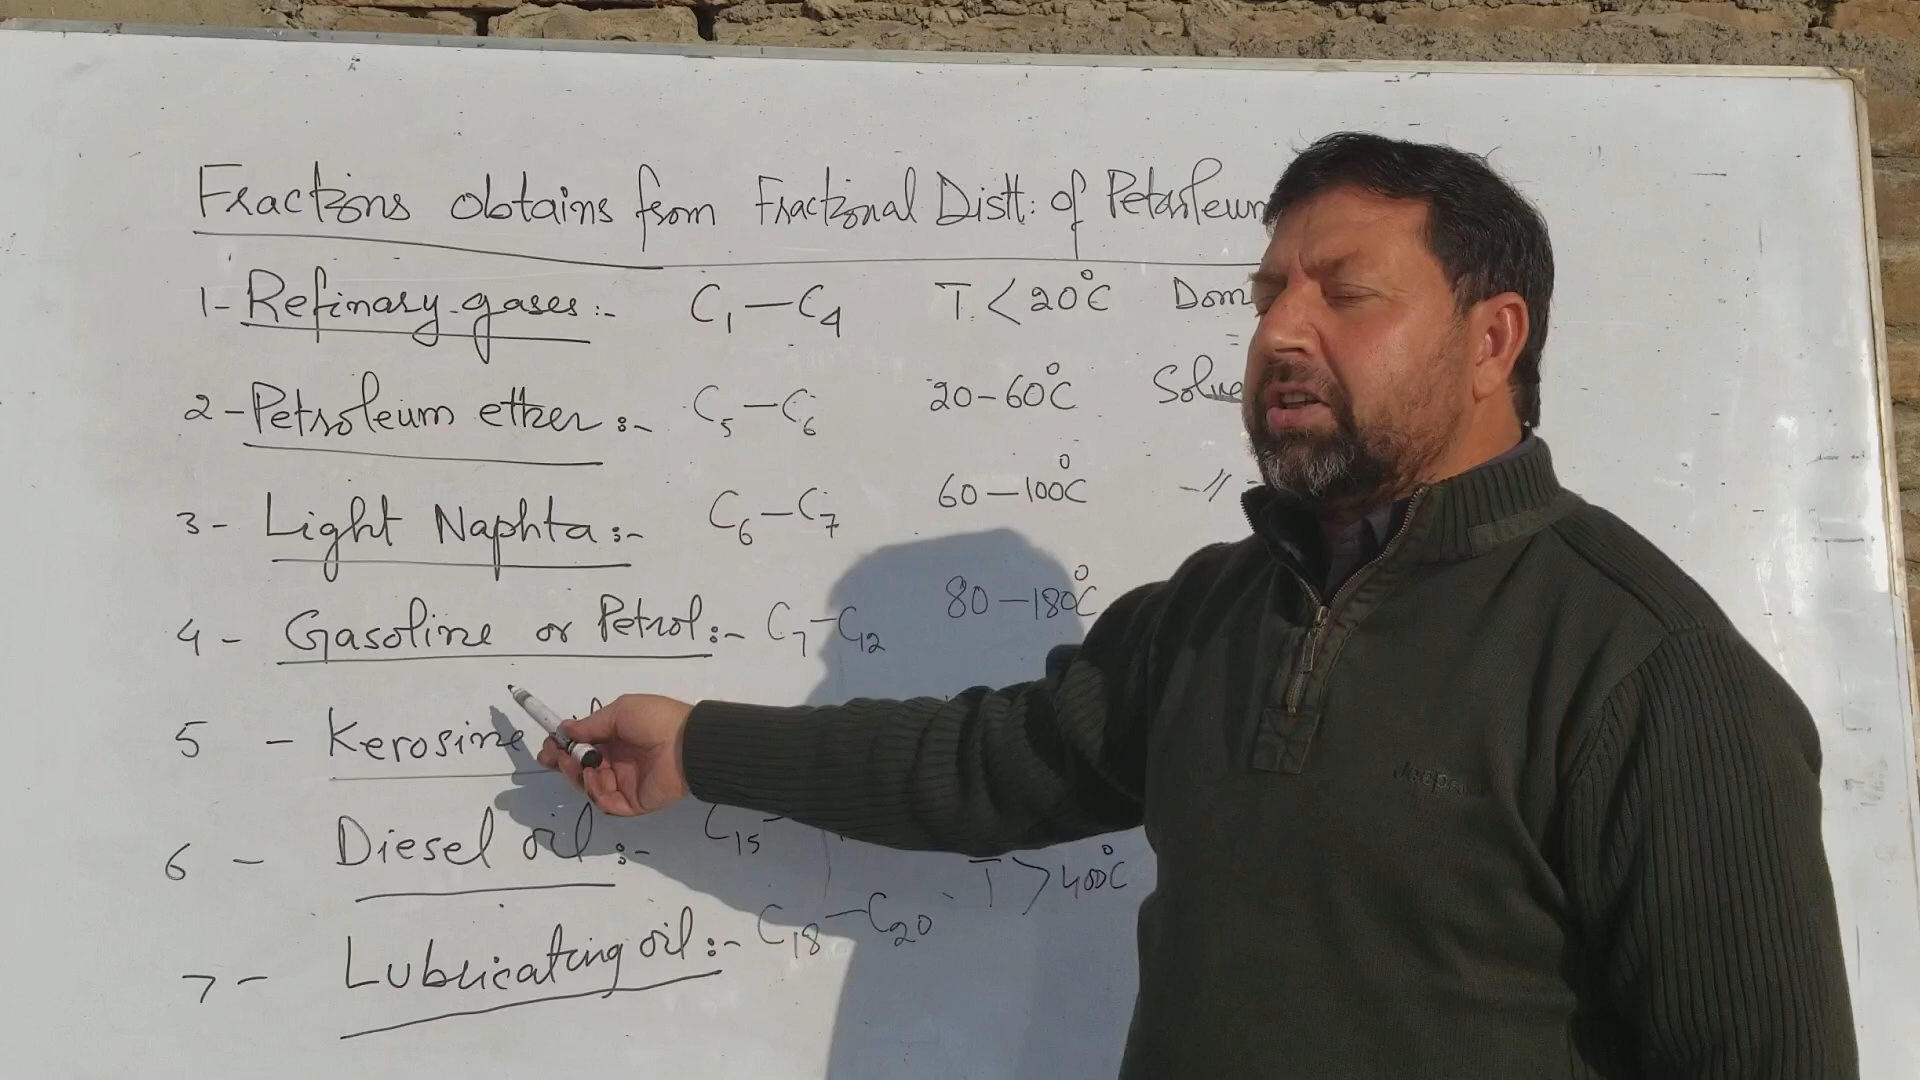 Fractions obtains from Fractional Distt: of Petroleum
1- Refinary gases:- C1 — C4 T < 20°C Dom
2- Petroleum ether:- C5 — C6 20-60°C Solve
3- Light Naphta:- C6 — C7 60-100°C -//-
4- Gasoline or Petrol:- C7 - C12 80-180°C
5 - Kerosine
6 - Diesel oil:- C15 -
7- Lubricating oil:- C18 - C20 T > 400°C